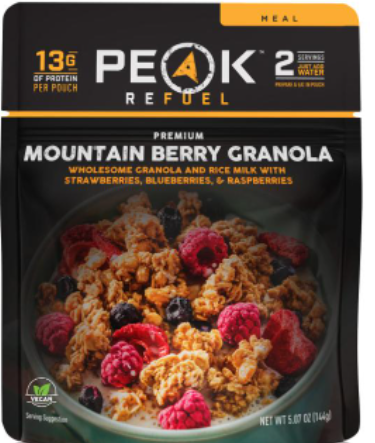 MEAL
13G
OF PROTEIN
PER POUCH
PEAK™
REFUEL
2 SERVINGS
JUST ADD
WATER
PREPARE & EAT IN POUCH
PREMIUM
MOUNTAIN BERRY GRANOLA
WHOLESOME GRANOLA AND RICE MILK WITH
STRAWBERRIES, BLUEBERRIES, & RASPBERRIES
VEGAN
Serving Suggestion
NET WT 5.07 OZ (144g)